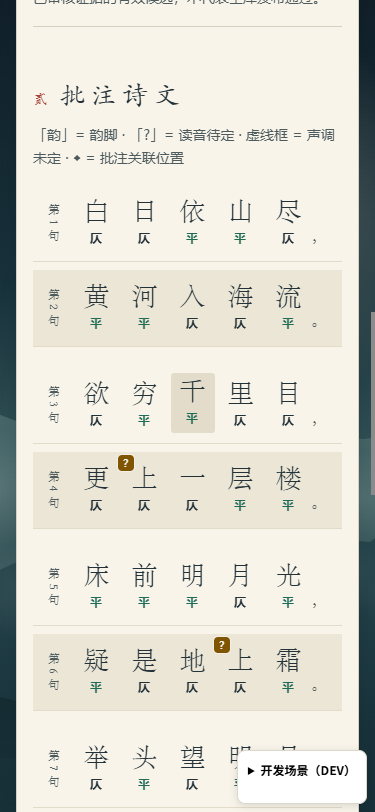 贰 批注诗文
「韵」= 韵脚 · 「?」= 读音待定 · 虚线框 = 声调
未定 · ◆ = 批注关联位置
第1句 白 日 依 山 尽 ，
仄 仄 平 平 仄
第2句 黄 河 入 海 流 。
平 平 仄 仄 平
第3句 欲 穷 千 里 目 ，
仄 平 平 仄 仄
第4句 更 ? 上 一 层 楼 。
仄 仄 仄 平 平
第5句 床 前 明 月 光 ，
平 平 平 仄 平
第6句 疑 是 地 ? 上 霜 。
平 仄 仄 仄 平
第7句 举 头 望
仄 平 仄
▶ 开发场景（DEV）